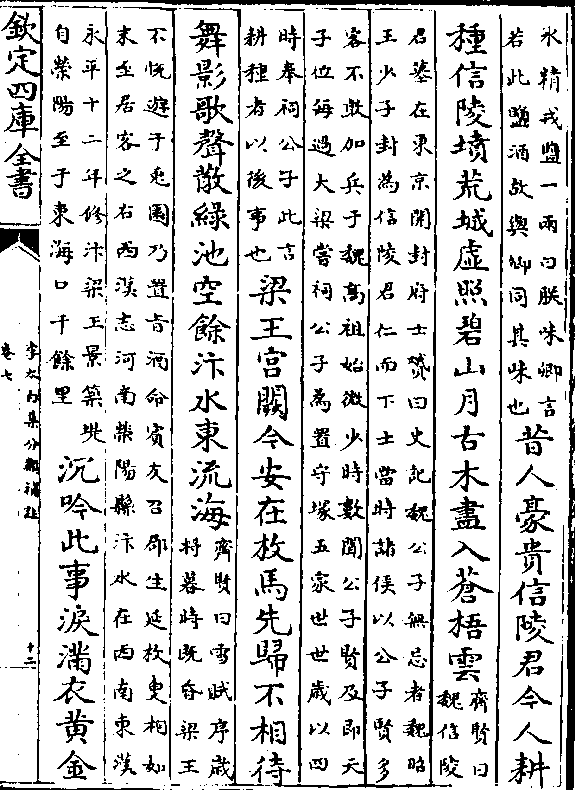 氷精戎鹽一兩曰朕味卿言
若此鹽酒故與卿同其味也
昔人豪貴信陵君今人耕
種信陵墳荒城虛照碧山月古木盡入蒼梧雲
齊賢曰
魏信陵
君墓在東京開封府士贇曰史記魏公子無忌者魏昭
王少子封為信陵君仁而下士當時諸侯以公子賢多
客不敢加兵于魏高祖始微少時數聞公子賢及即天
子位每過大梁嘗祠公子為置守塚五家世世歲以四
時奉祠公子此言
耕種者以後事也
梁王宫闕今安在枚馬先歸不相待
舞影歌聲散綠池空餘汴水東流海
齊賢曰雪賦序歲
將暮時既昏梁王
不悅遊于兔園乃置旨酒命賓友召鄒生延枚叟相如
末至居客之右西漢志河南滎陽縣汴水在西南東漢
永平十二年修汴梁王景築堤
自滎陽至于東海口千餘里
沉吟此事淚滿衣黄金
欽定四庫全書
李太白集分類補註
卷七
十二